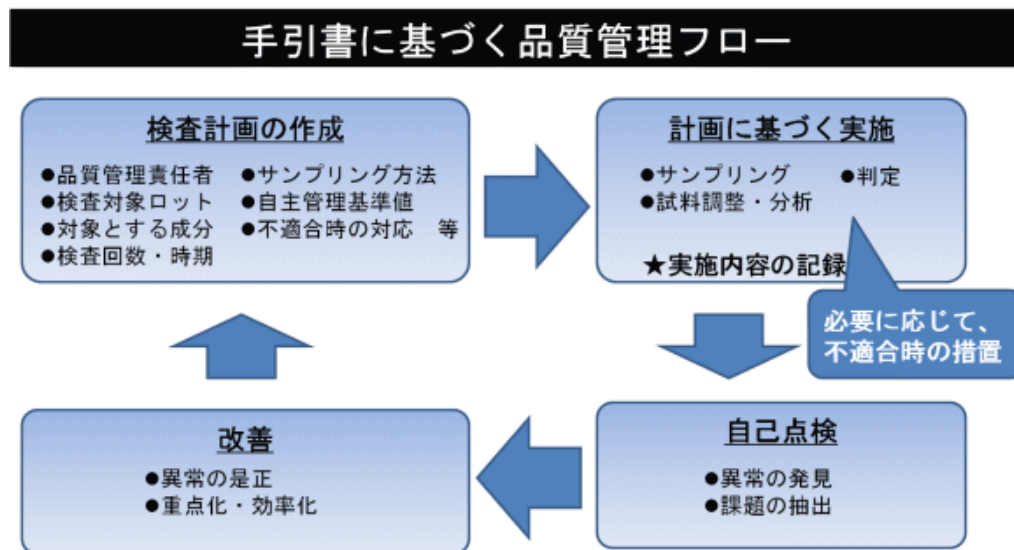 手引書に基づく品質管理フロー
検査計画の作成
●品質管理責任者 ●サンプリング方法
●検査対象ロット ●自主管理基準値
●対象とする成分 ●不適合時の対応 等
●検査回数・時期
計画に基づく実施
●サンプリング ●判定
●試料調整・分析
★実施内容の記録
必要に応じて、
不適合時の措置
自己点検
●異常の発見
●課題の抽出
改善
●異常の是正
●重点化・効率化